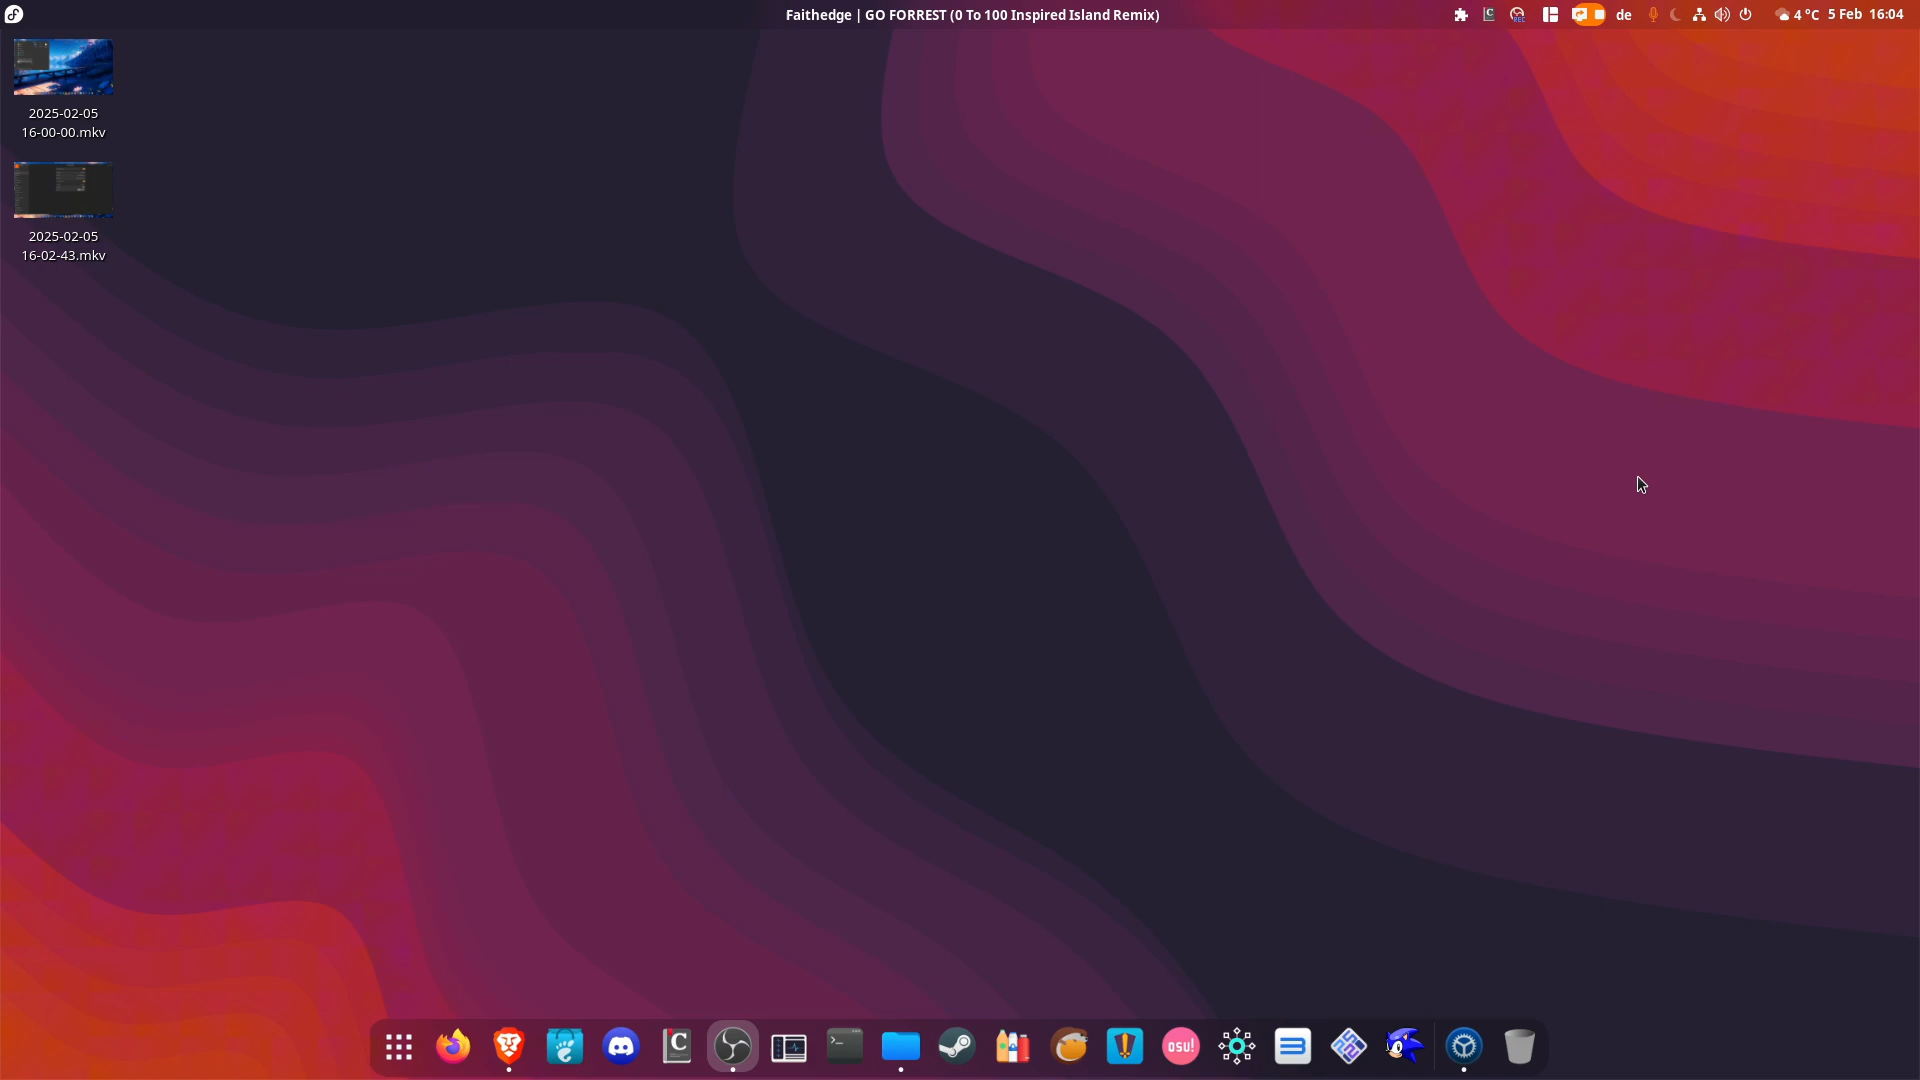 Faithedge | GO FORREST (0 To 100 Inspired Island Remix)
C
REC
de
4 °C
5 Feb 16:04
2025-02-05
16-00-00.mkv
2025-02-05
16-02-43.mkv
C
>_
osu!